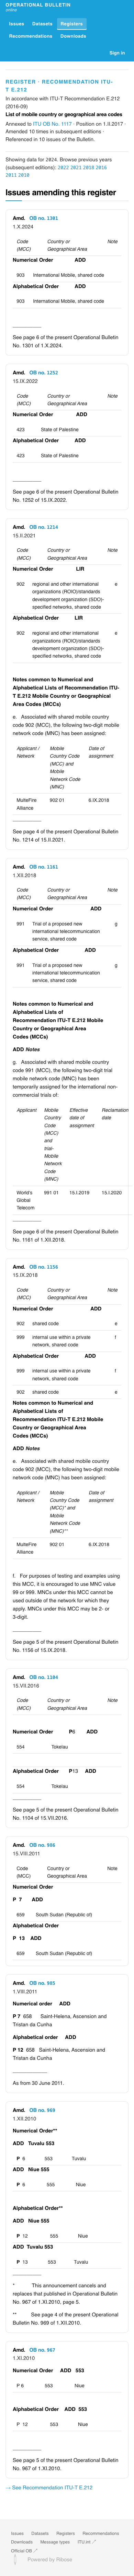 OPERATIONAL BULLETIN
online
Issues Datasets Registers
Recommendations Downloads
Sign in
REGISTER · RECOMMENDATION ITU-
T E.212
In accordance with ITU-T Recommendation E.212
(2016-09)
List of mobile country or geographical area codes
Annexed to ITU OB No. 1117 · Position on 1.II.2017
Amended 10 times in subsequent editions
Referenced in 10 issues of the Bulletin.
Showing data for 2024. Browse previous years
(subsequent editions): 2022 2021 2018 2016
2011 2010
Issues amending this register
Amd. OB no. 1301
1.X.2024
Code Country or Note
(MCC) Geographical Area
Numerical Order ADD
903 International Mobile, shared code
Alphabetical Order ADD
903 International Mobile, shared code
See page 6 of the present Operational Bulletin
No. 1301 of 1.X.2024.
Amd. OB no. 1252
15.IX.2022
Code Country or Note
(MCC) Geographical Area
Numerical Order ADD
423 State of Palestine
Alphabetical Order ADD
423 State of Palestine
See page 6 of the present Operational Bulletin
No. 1252 of 15.IX.2022.
Amd. OB no. 1214
15.II.2021
Code Country or Note
(MCC) Geographical Area
Numerical Order LIR
902 regional and other international e
organizations (ROIO)/standards
development organization (SDO)-
specified networks, shared code
Alphabetical Order LIR
902 regional and other international e
organizations (ROIO)/standards
development organization (SDO)-
specified networks, shared code
Notes common to Numerical and
Alphabetical Lists of Recommendation ITU-
T E.212 Mobile Country or Geographical
Area Codes (MCCs)
e. Associated with shared mobile country
code 902 (MCC), the following two-digit mobile
network code (MNC) has been assigned:
Applicant / Mobile Date of
Network Country Code assignment
(MCC) and
Mobile
Network Code
(MNC)
MulteFire 902 01 6.IX.2018
Alliance
See page 4 of the present Operational Bulletin
No. 1214 of 15.II.2021.
Amd. OB no. 1161
1.XII.2018
Code Country or Note
(MCC) Geographical Area
Numerical Order ADD
991 Trial of a proposed new g
international telecommunication
service, shared code
Alphabetical Order ADD
991 Trial of a proposed new g
international telecommunication
service, shared code
Notes common to Numerical and
Alphabetical Lists of
Recommendation ITU-T E.212 Mobile
Country or Geographical Area
Codes (MCCs)
ADD Notes
g. Associated with shared mobile country
code 991 (MCC), the following two-digit trial
mobile network code (MNC) has been
temporarily assigned for the international non-
commercial trials of:
Applicant Mobile Effective Reclamation
Country date of date
Code assignment
(MCC)
and
trial-
Mobile
Network
Code
(MNC)
World's 991 01 15.I.2019 15.I.2020
Global
Telecom
See page 6 of the present Operational Bulletin
No. 1161 of 1.XII.2018.
Amd. OB no. 1156
15.IX.2018
Code Country or Note
(MCC) Geographical Area
Numerical Order ADD
902 shared code e
999 internal use within a private f
network, shared code
Alphabetical Order ADD
999 internal use within a private f
network, shared code
902 shared code e
Notes common to Numerical and
Alphabetical Lists of
Recommendation ITU-T E.212 Mobile
Country or Geographical Area
Codes (MCCs)
ADD Notes
e. Associated with shared mobile country
code 902 (MCC), the following two-digit mobile
network code (MNC) has been assigned:
Applicant / Mobile Date of
Network Country assignment
Code (MCC)* and
Mobile
Network Code
(MNC)**
MulteFire 902 01 6.IX.2018
Alliance
f. For purposes of testing and examples using
this MCC, it is encouraged to use MNC value
99 or 999. MNCs under this MCC cannot be
used outside of the network for which they
apply. MNCs under this MCC may be 2- or
3-digit.
See page 5 of the present Operational Bulletin
No. 1156 of 15.IX.2018.
Amd. OB no. 1104
15.VII.2016
Code Country or Note
(MCC) Geographical Area
Numerical Order P6 ADD
554 Tokelau
Alphabetical Order P13 ADD
554 Tokelau
See page 5 of the present Operational Bulletin
No. 1104 of 15.VII.2016.
Amd. OB no. 986
15.VIII.2011
Code Country or Note
(MCC) Geographical Area
Numerical Order
P 7 ADD
659 South Sudan (Republic of)
Alphabetical Order
P 13 ADD
659 South Sudan (Republic of)
Amd. OB no. 985
1.VIII.2011
Numerical order ADD
P 7 658 Saint-Helena, Ascension and
Tristan da Cunha
Alphabetical order ADD
P 12 658 Saint-Helena, Ascension and
Tristan da Cunha
As from 30 June 2011.
Amd. OB no. 969
1.XII.2010
Numerical Order**
ADD Tuvalu 553
P 6 553 Tuvalu
ADD Niue 555
P 6 555 Niue
Alphabetical Order**
ADD Niue 555
P 12 555 Niue
ADD Tuvalu 553
P 13 553 Tuvalu
* This announcement cancels and
replaces that published in Operational Bulletin
No. 967 of 1.XI.2010, page 5.
** See page 4 of the present Operational
Bulletin No. 969 of 1.XII.2010.
Amd. OB no. 967
1.XI.2010
Numerical Order ADD 553
P 6 553 Niue
Alphabetical Order ADD 553
P 12 553 Niue
See page 5 of the present Operational Bulletin
No. 967 of 1.XI.2010.
— See Recommendation ITU-T E.212
Issues Datasets Registers Recommendations
Downloads Message types ITU.int ↗
Official OB ↗
Powered by Ribose